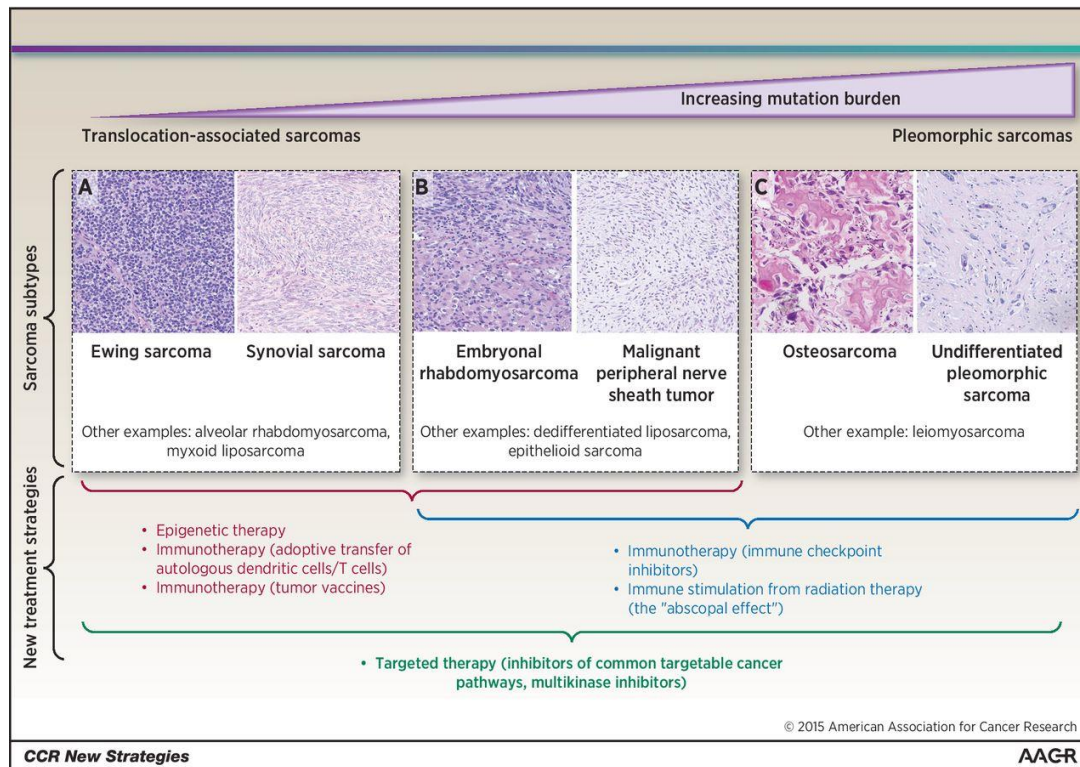 Increasing mutation burden
Translocation-associated sarcomas
Pleomorphic sarcomas
Sarcoma subtypes
A
B
C
Ewing sarcoma
Synovial sarcoma
Other examples: alveolar rhabdomyosarcoma,
myxoid liposarcoma
Embryonal
rhabdomyosarcoma
Malignant
peripheral nerve
sheath tumor
Other examples: dedifferentiated liposarcoma,
epithelioid sarcoma
Osteosarcoma
Undifferentiated
pleomorphic
sarcoma
Other example: leiomyosarcoma
New treatment strategies
• Epigenetic therapy
• Immunotherapy (adoptive transfer of
autologous dendritic cells/T cells)
• Immunotherapy (tumor vaccines)
• Immunotherapy (immune checkpoint
inhibitors)
• Immune stimulation from radiation therapy
(the "abscopal effect")
• Targeted therapy (inhibitors of common targetable cancer
pathways, multikinase inhibitors)
© 2015 American Association for Cancer Research
CCR New Strategies
AACR